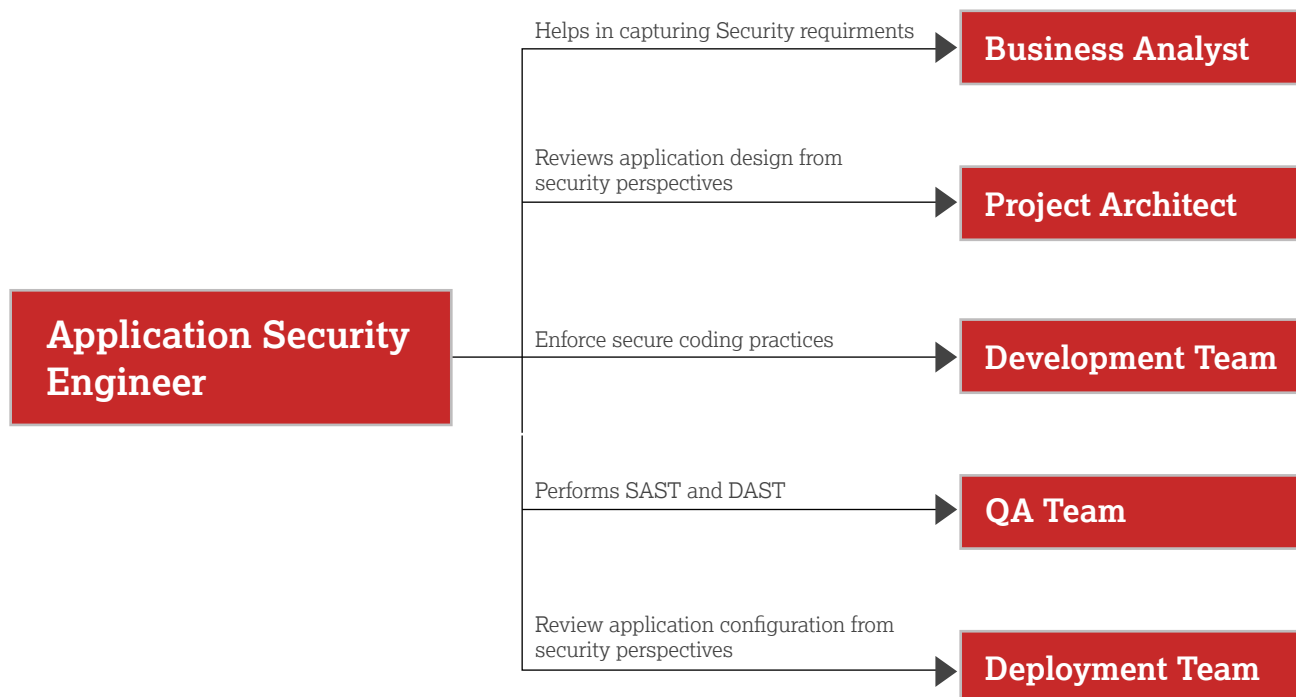 Helps in capturing Security requirments
Business Analyst
Reviews application design from
security perspectives
Project Architect
Application Security
Engineer
Enforce secure coding practices
Development Team
Performs SAST and DAST
QA Team
Review application configuration from
security perspectives
Deployment Team